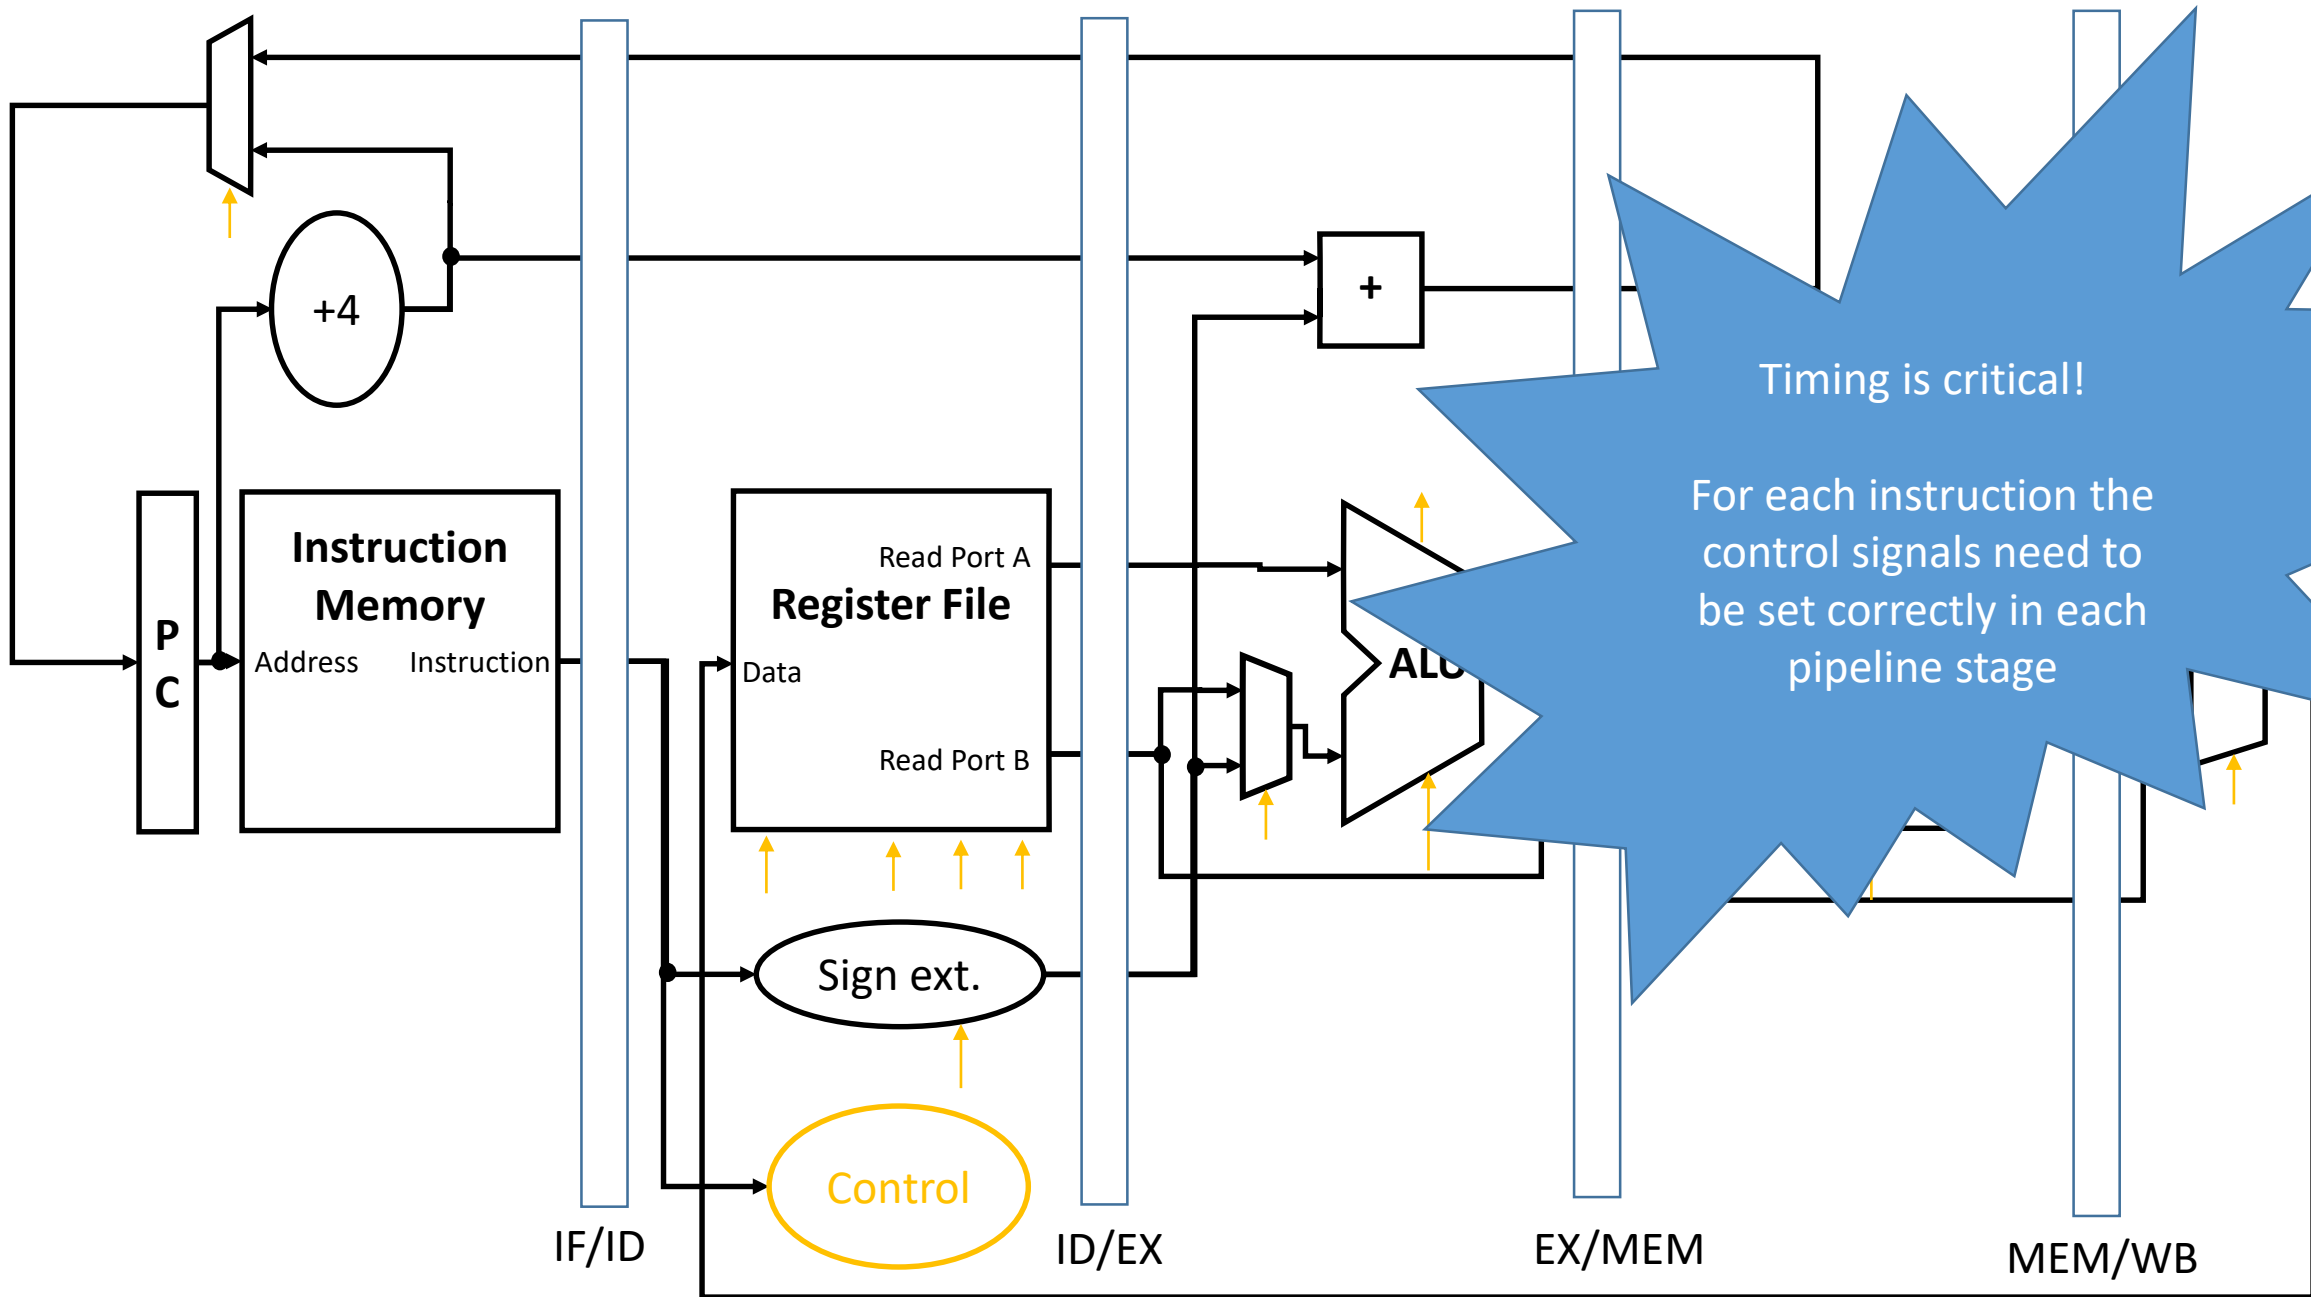 +4
+
Timing is critical!
For each instruction the
control signals need to
be set correctly in each
pipeline stage
P
C
Instruction
Memory
Address
Instruction
Read Port A
Register File
Data
Read Port B
ALU
Sign ext.
Control
IF/ID
ID/EX
EX/MEM
MEM/WB